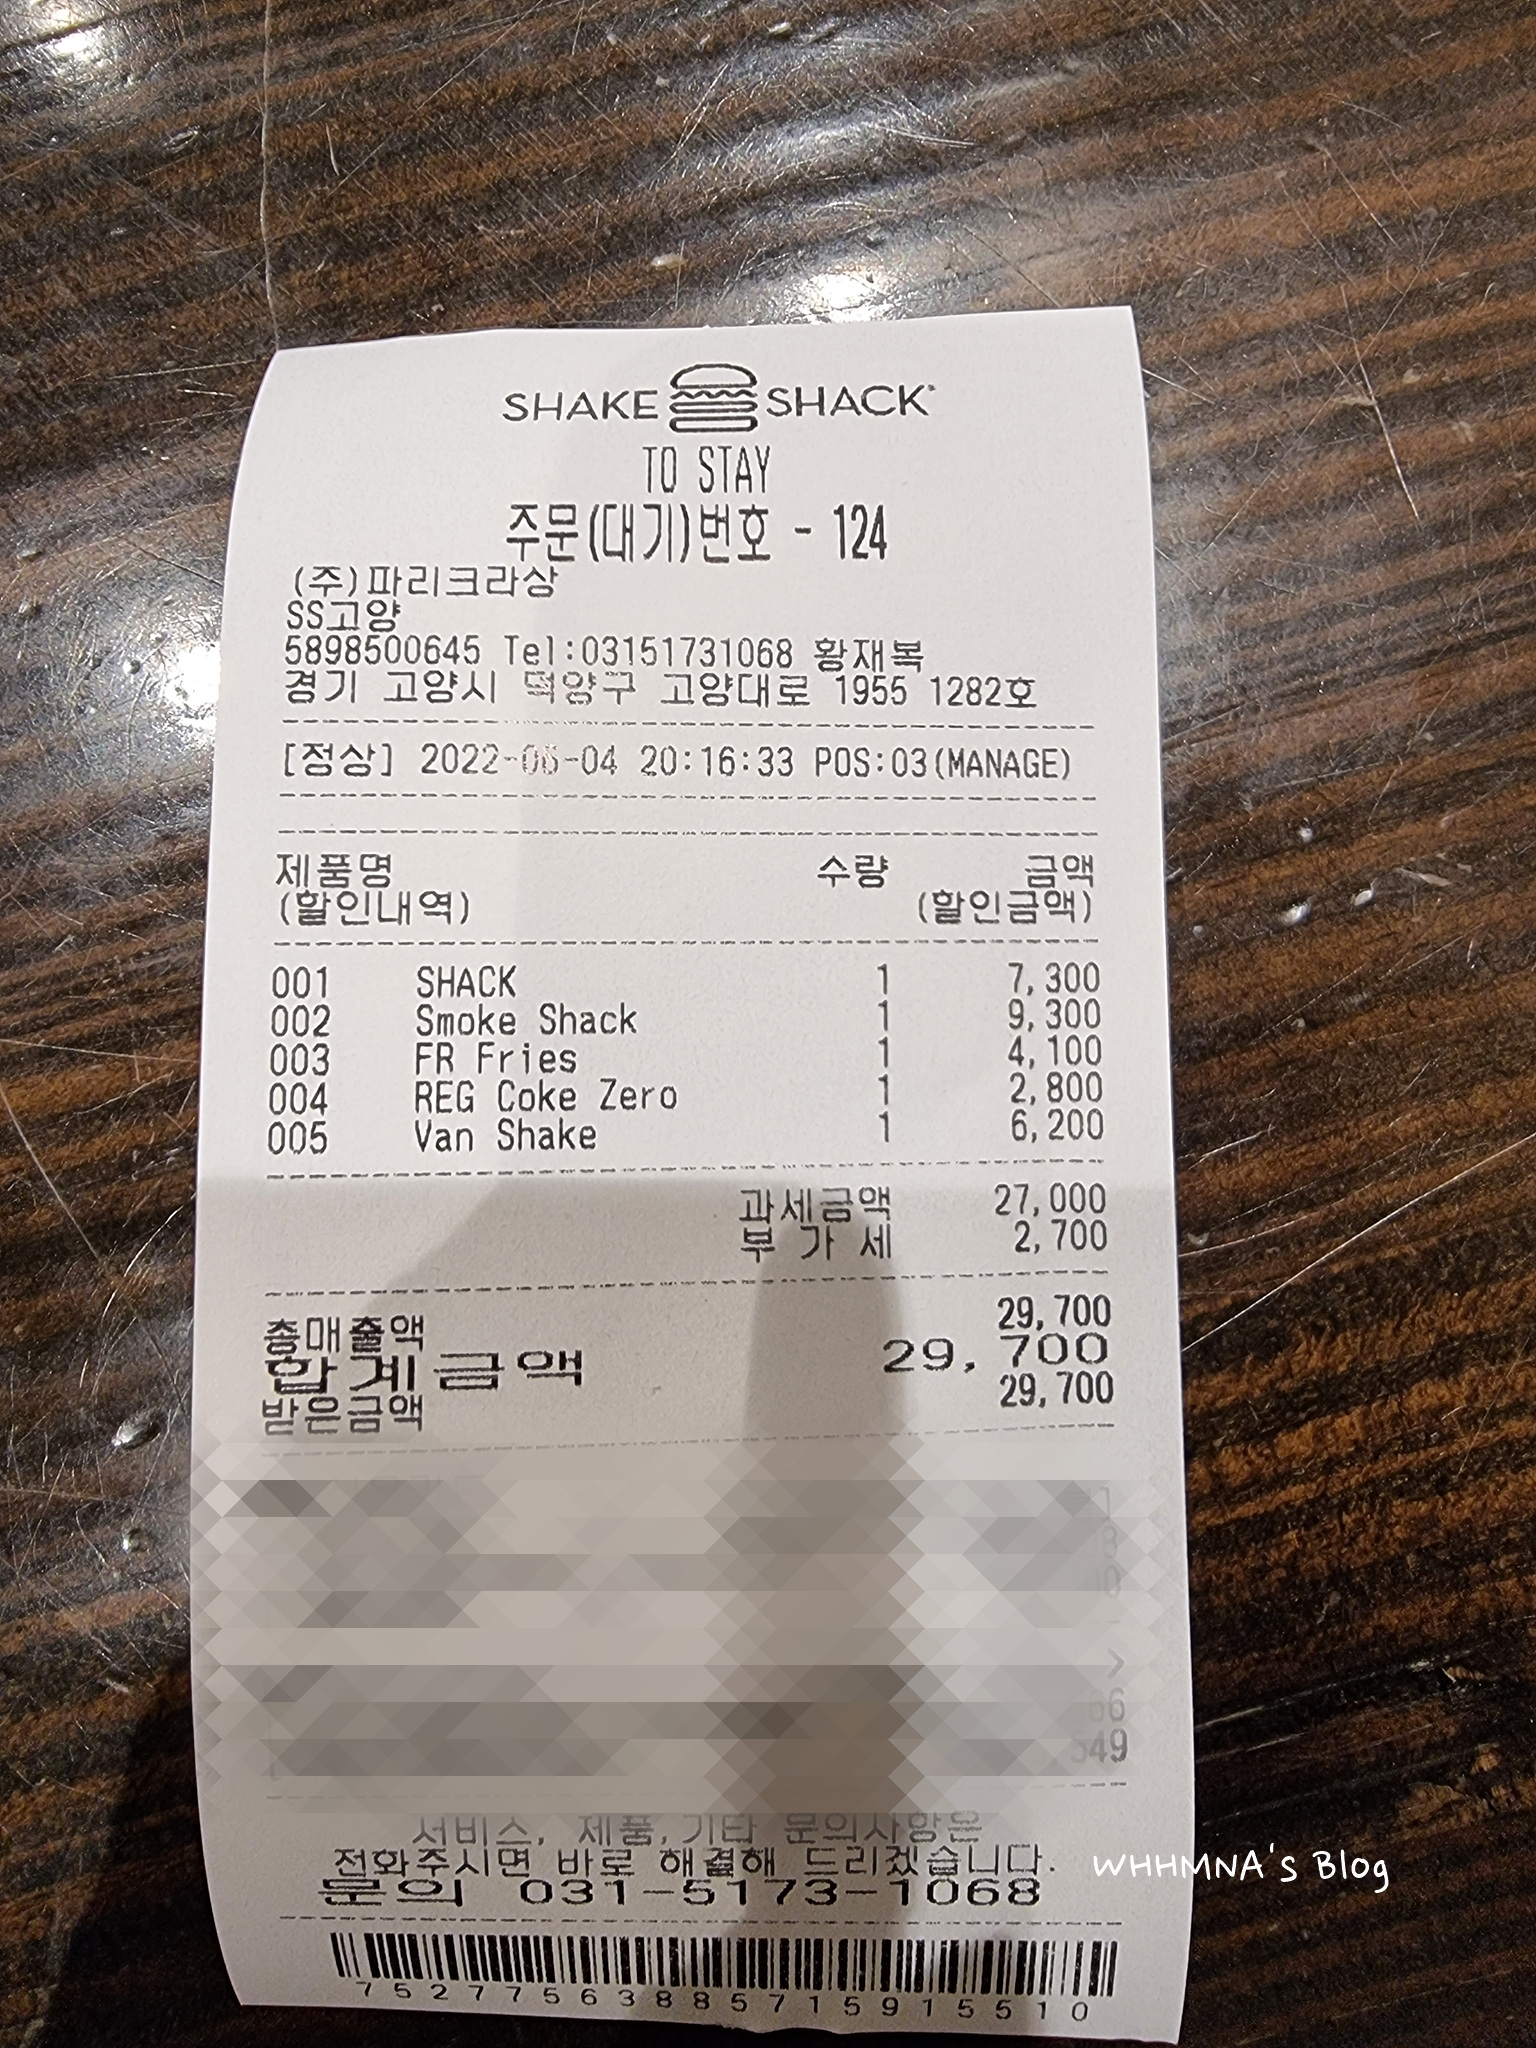 SHAKE SHACK
TO STAY
주문(대기)번호 - 124
(주)파리크라상
SS고양
5898500645 Tel:03151731068 황재복
경기 고양시 덕양구 고양대로 1955 1282호
[정상] 2022-06-04 20:16:33 POS:03(MANAGE)
제품명 수량 금액
(할인내역) (할인금액)
001 SHACK 1 7,300
002 Smoke Shack 1 9,300
003 FR Fries 1 4,100
004 REG Coke Zero 1 2,800
005 Van Shake 1 6,200
과세금액 27,000
부 가 세 2,700
총매출액 29,700
합계금액 29,700
받은금액 29,700
서비스, 제품,기타 문의사항은
전화주시면 바로 해결해 드리겠습니다.
문의 031-5173-1068
WHHMNA's Blog
7527756388571591551​0